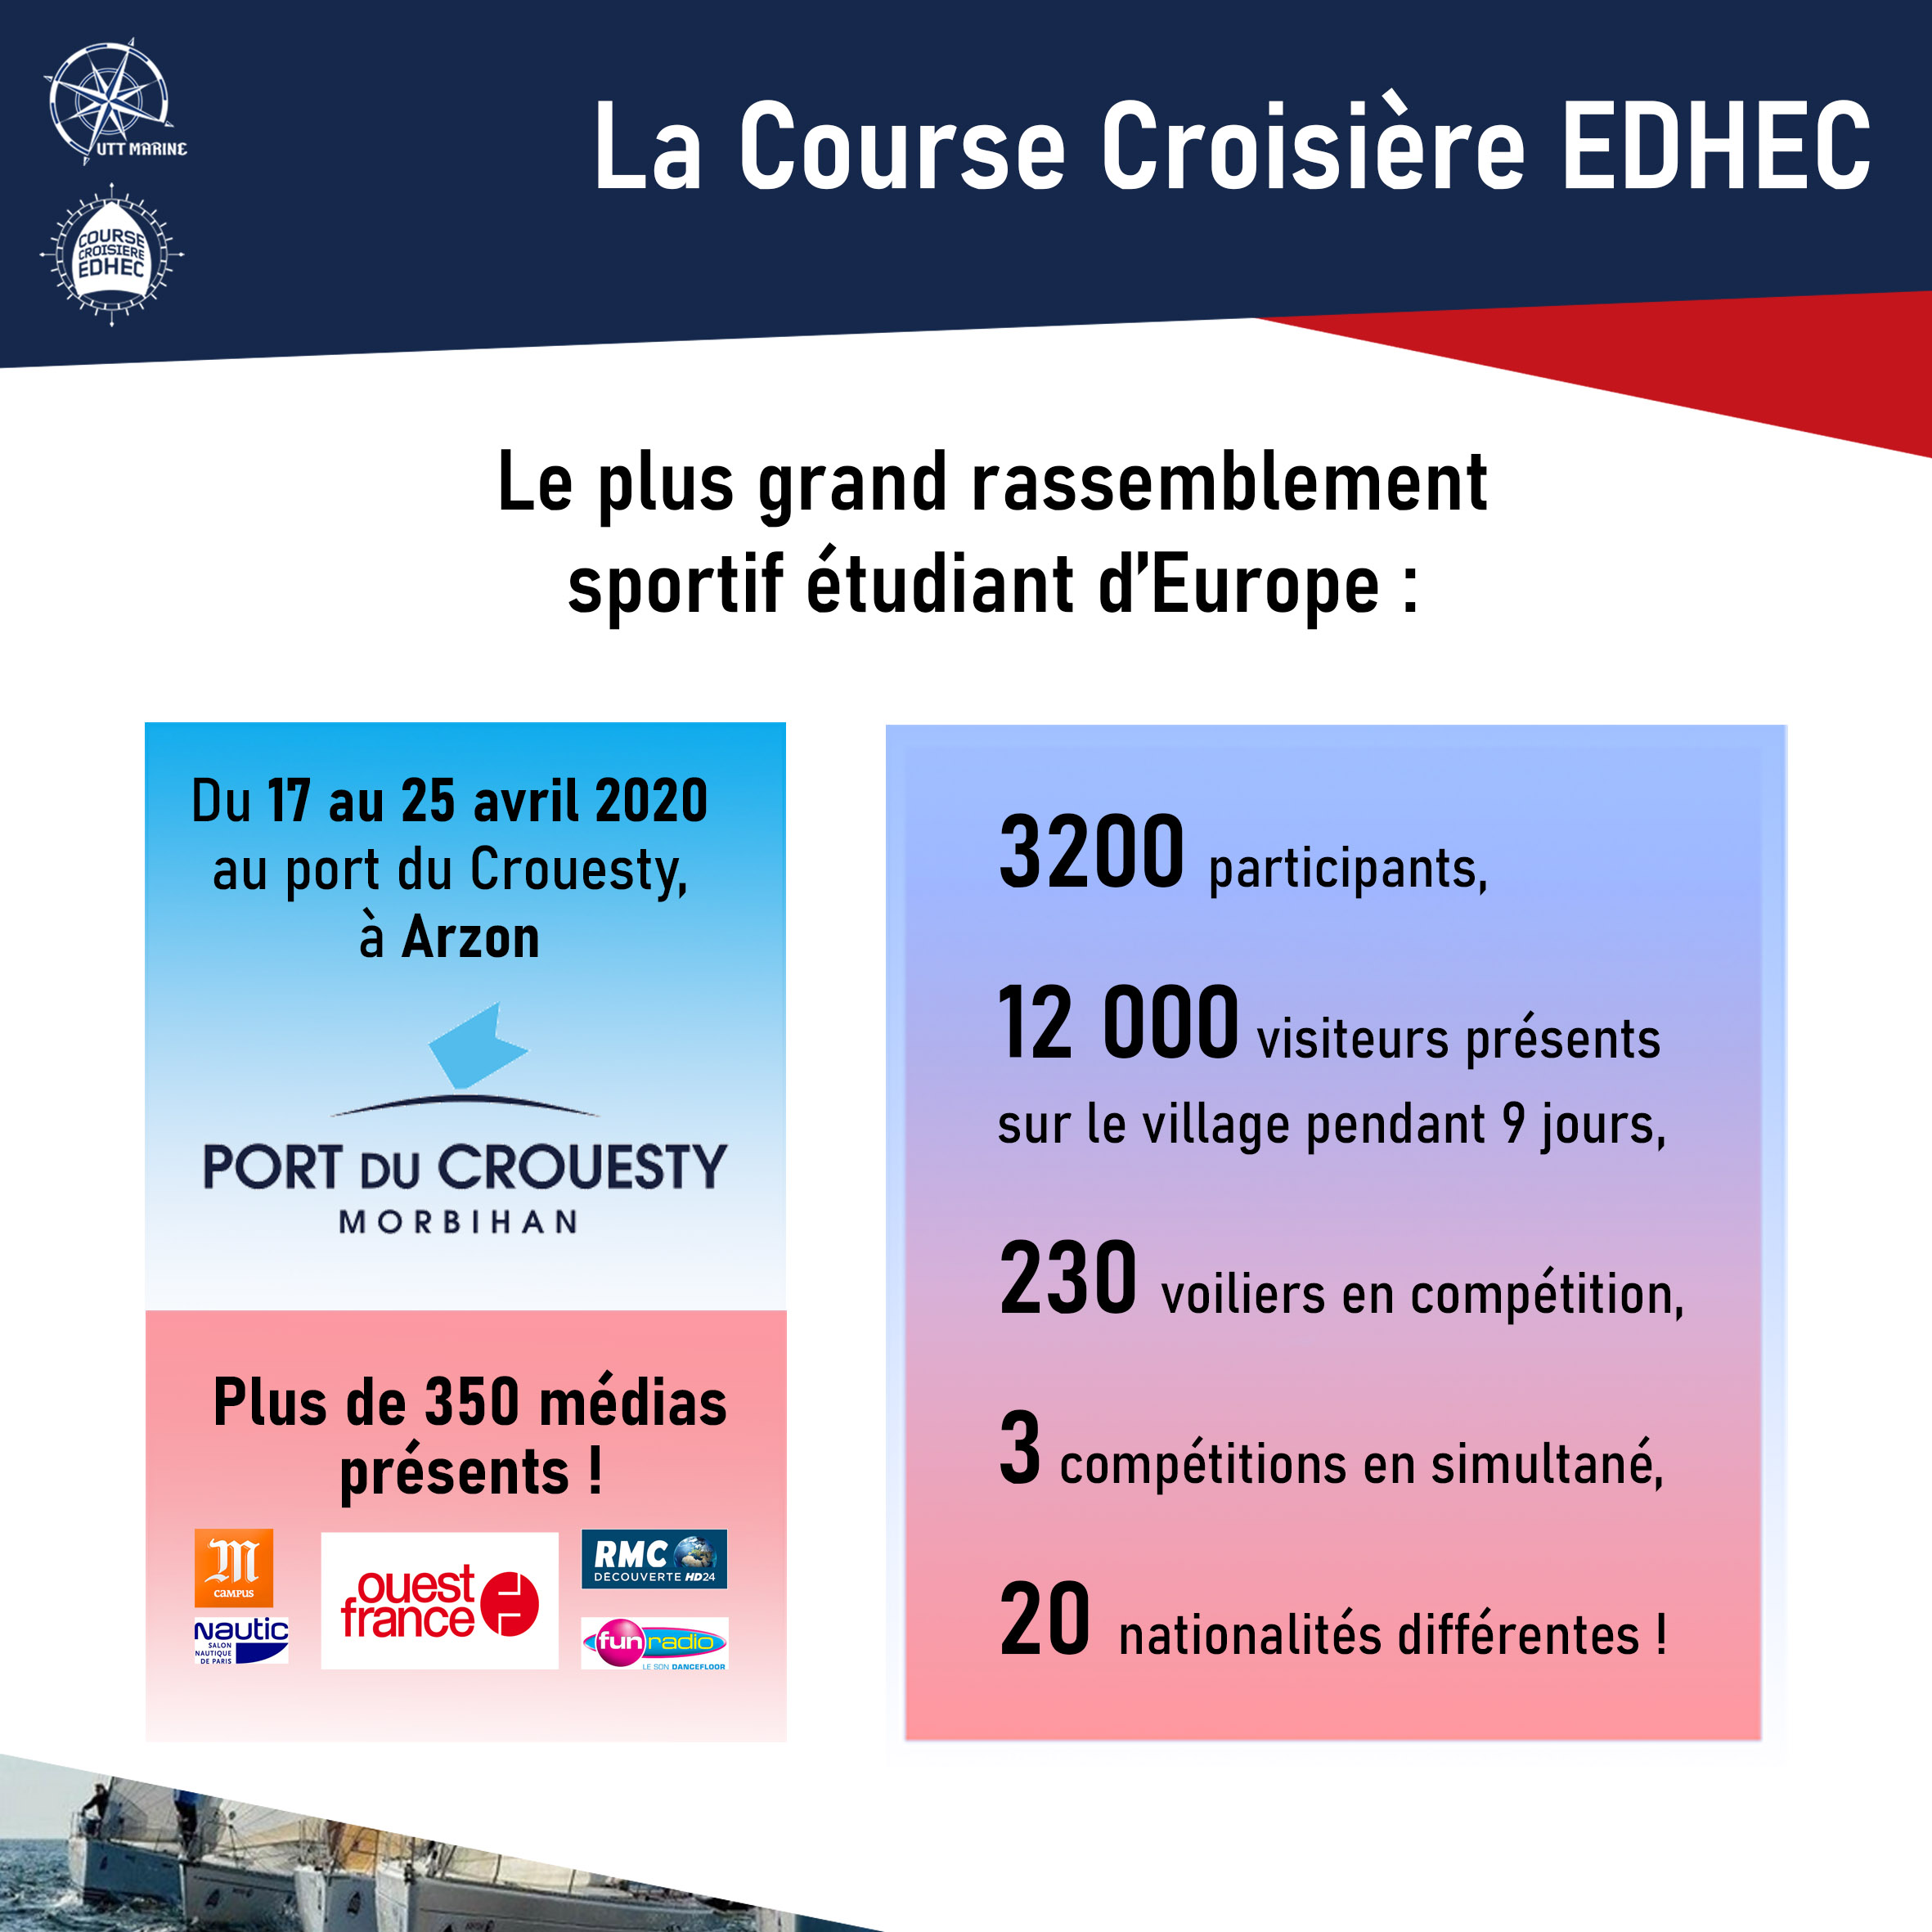 UTT MARINE
COURSE
CROISIERE
EDHEC
La Course Croisière EDHEC
Le plus grand rassemblement
sportif étudiant d’Europe :
Du 17 au 25 avril 2020
au port du Crouesty,
à Arzon
PORT DU CROUESTY
MORBIHAN
Plus de 350 médias
présents !
M
CAMPUS
Nautic
SALON
NAUTIQUE
DE PARIS
ouest
france
RMC
DÉCOUVERTE HD24
fun radio
LE SON DANCEFLOOR
3200 participants,
12 000 visiteurs présents
sur le village pendant 9 jours,
230 voiliers en compétition,
3 compétitions en simultané,
20 nationalités différentes !